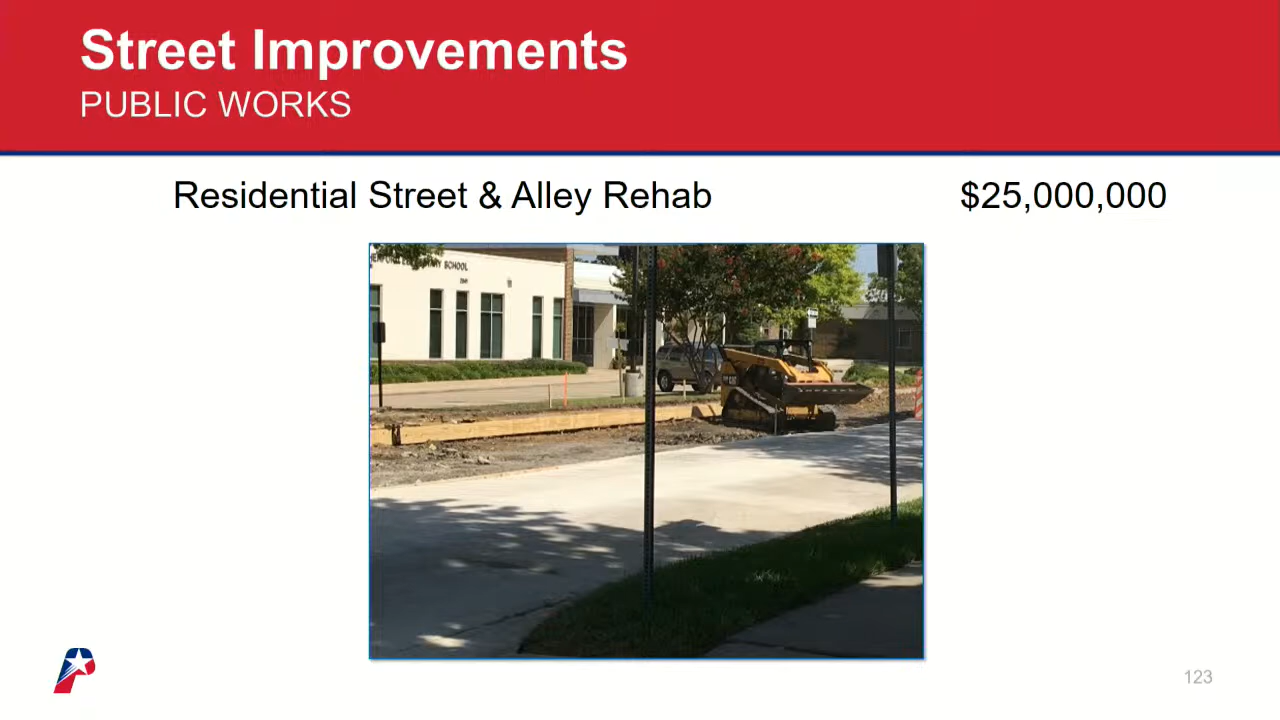 Street Improvements
PUBLIC WORKS
Residential Street & Alley Rehab $25,000,000
SCHOOL
123